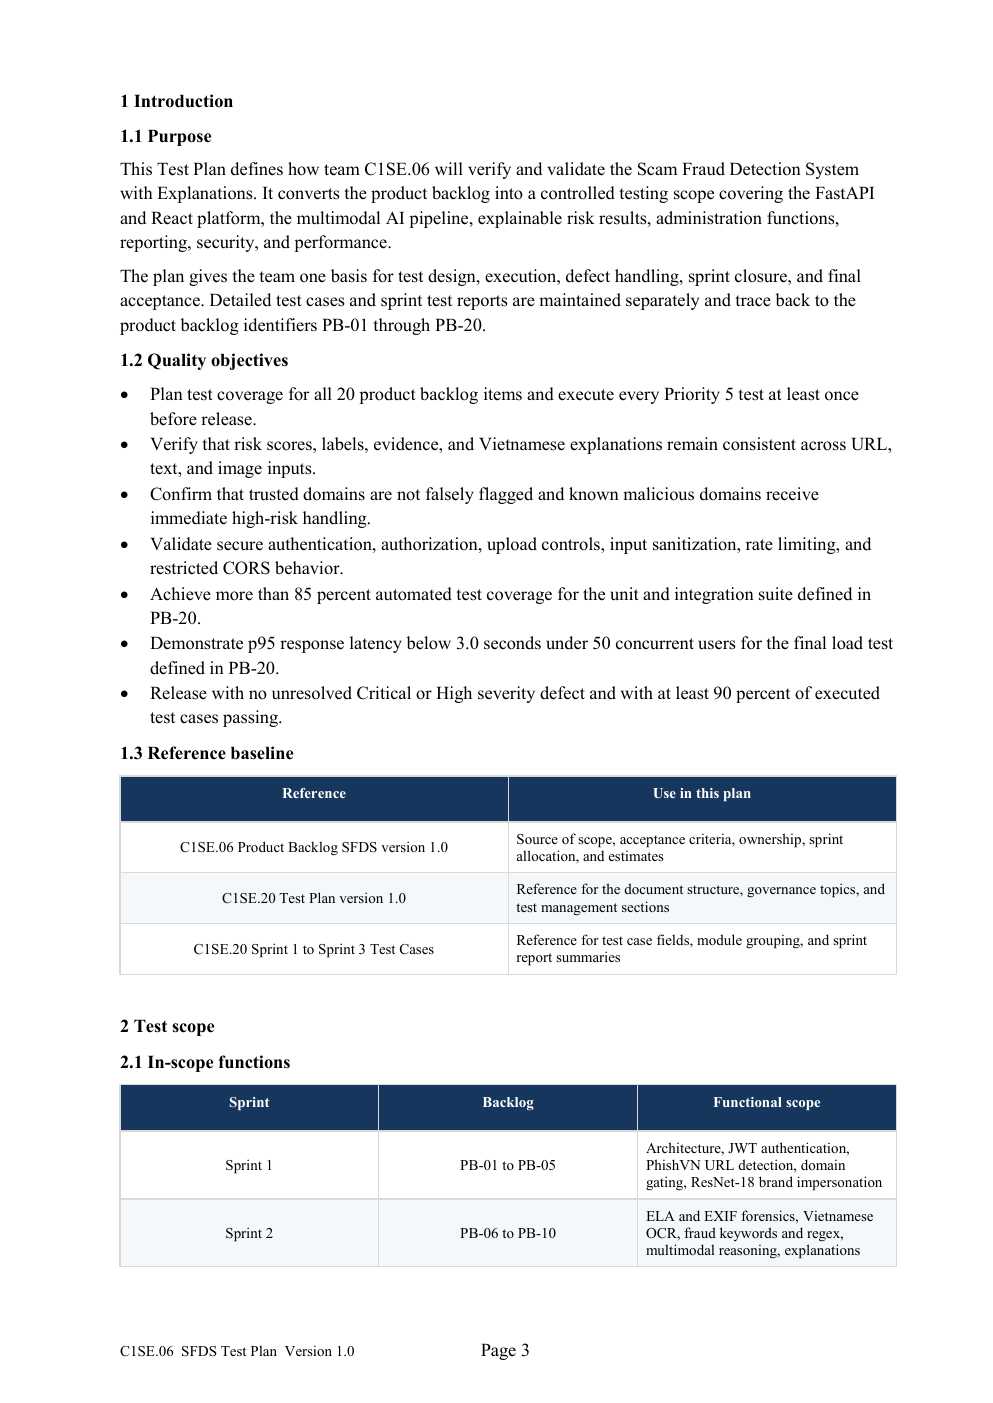 1 Introduction
1.1 Purpose
This Test Plan defines how team C1SE.06 will verify and validate the Scam Fraud Detection System
with Explanations. It converts the product backlog into a controlled testing scope covering the FastAPI
and React platform, the multimodal AI pipeline, explainable risk results, administration functions,
reporting, security, and performance.
The plan gives the team one basis for test design, execution, defect handling, sprint closure, and final
acceptance. Detailed test cases and sprint test reports are maintained separately and trace back to the
product backlog identifiers PB-01 through PB-20.
1.2 Quality objectives
• Plan test coverage for all 20 product backlog items and execute every Priority 5 test at least once
before release.
• Verify that risk scores, labels, evidence, and Vietnamese explanations remain consistent across URL,
text, and image inputs.
• Confirm that trusted domains are not falsely flagged and known malicious domains receive
immediate high-risk handling.
• Validate secure authentication, authorization, upload controls, input sanitization, rate limiting, and
restricted CORS behavior.
• Achieve more than 85 percent automated test coverage for the unit and integration suite defined in
PB-20.
• Demonstrate p95 response latency below 3.0 seconds under 50 concurrent users for the final load test
defined in PB-20.
• Release with no unresolved Critical or High severity defect and with at least 90 percent of executed
test cases passing.
1.3 Reference baseline
Reference
Use in this plan
C1SE.06 Product Backlog SFDS version 1.0
Source of scope, acceptance criteria, ownership, sprint
allocation, and estimates
C1SE.20 Test Plan version 1.0
Reference for the document structure, governance topics, and
test management sections
C1SE.20 Sprint 1 to Sprint 3 Test Cases
Reference for test case fields, module grouping, and sprint
report summaries
2 Test scope
2.1 In-scope functions
Sprint
Backlog
Functional scope
Sprint 1
PB-01 to PB-05
Architecture, JWT authentication,
PhishVN URL detection, domain
gating, ResNet-18 brand impersonation
Sprint 2
PB-06 to PB-10
ELA and EXIF forensics, Vietnamese
OCR, fraud keywords and regex,
multimodal reasoning, explanations
C1SE.06 SFDS Test Plan Version 1.0
Page 3